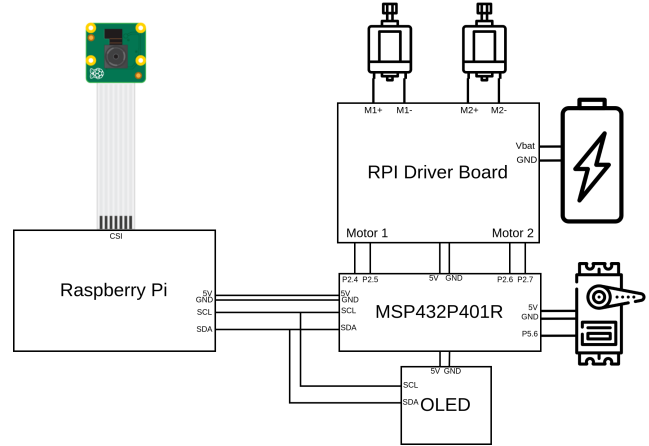 M1+ M1- M2+ M2-
Vbat
RPI Driver Board
GND
Motor 1 Motor 2
CSI
P2.4 P2.5 5V GND P2.6 P2.7
Raspberry Pi
5V
GND
SCL
SDA
5V
GND
SCL
SDA
MSP432P401R
5V
GND
P5.6
5V GND
SCL
SDA
OLED